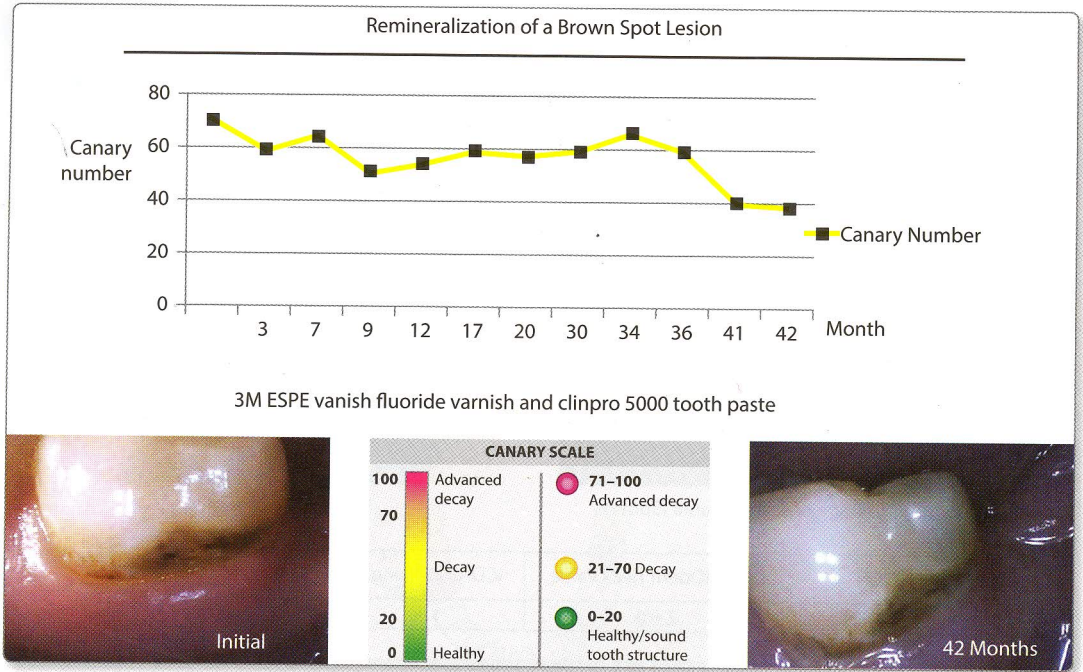 Remineralization of a Brown Spot Lesion
80
60
40
20
0
Canary
number
3 7 9 12 17 20 30 34 36 41 42
Month
Canary Number
3M ESPE vanish fluoride varnish and clinpro 5000 tooth paste
Initial
CANARY SCALE
100
70
20
0
Advanced
decay
Decay
Healthy
71–100
Advanced decay
21–70 Decay
0–20
Healthy/sound
tooth structure
42 Months